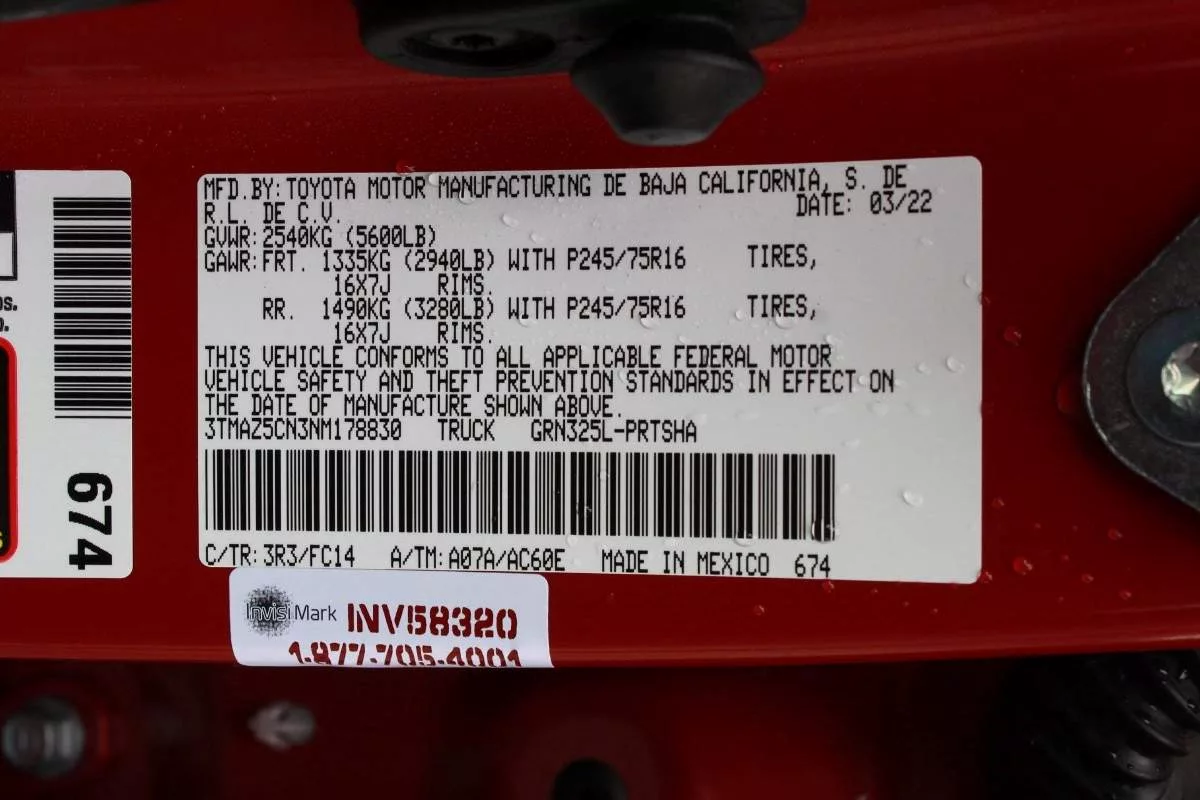 MFD.BY: TOYOTA MOTOR MANUFACTURING DE BAJA CALIFORNIA, S. DE
R.L. DE C.V. DATE: 03/22
GVWR: 2540KG (5600LB)
GAWR: FRT. 1335KG (2940LB) WITH P245/75R16 TIRES,
16X7J RIMS.
RR. 1490KG (3280LB) WITH P245/75R16 TIRES,
16X7J RIMS.
THIS VEHICLE CONFORMS TO ALL APPLICABLE FEDERAL MOTOR
VEHICLE SAFETY AND THEFT PREVENTION STANDARDS IN EFFECT ON
THE DATE OF MANUFACTURE SHOWN ABOVE.
3TMAZ5CN3NM178830 TRUCK GRN325L-PRTSHA
C/TR: 3R3/FC14 A/TM: A07A/AC60E MADE IN MEXICO 674
674
InvisiMark INV58320
1-877-705-4001